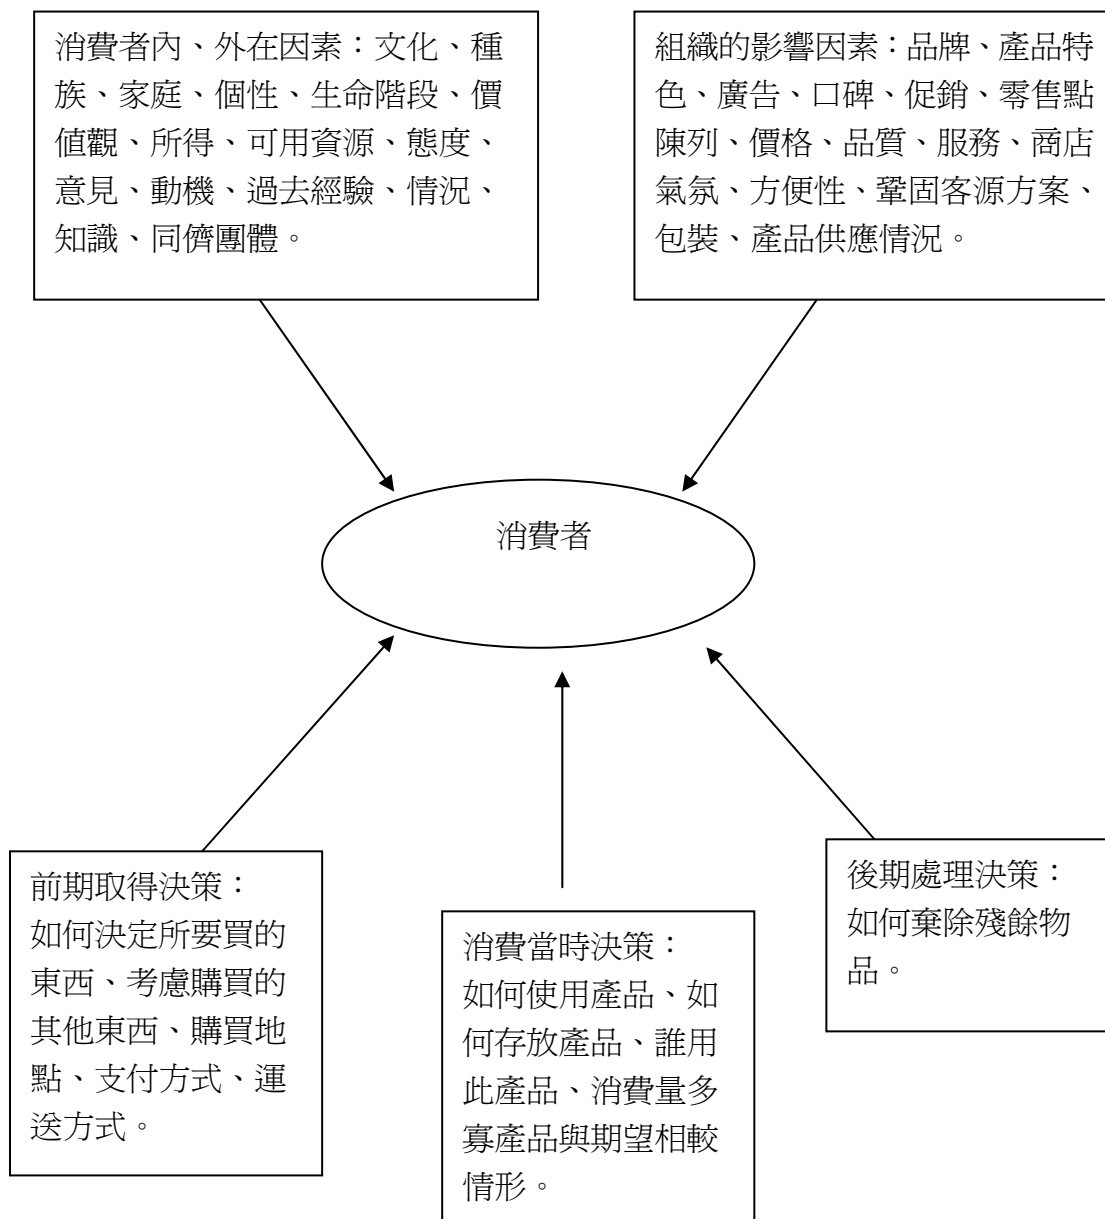 消費者內、外在因素：文化、種
族、家庭、個性、生命階段、價
值觀、所得、可用資源、態度、
意見、動機、過去經驗、情況、
知識、同儕團體。
組織的影響因素：品牌、產品特
色、廣告、口碑、促銷、零售點
陳列、價格、品質、服務、商店
氣氛、方便性、鞏固客源方案、
包裝、產品供應情況。
消費者
前期取得決策：
如何決定所要買的
東西、考慮購買的
其他東西、購買地
點、支付方式、運
送方式。
消費當時決策：
如何使用產品、如
何存放產品、誰用
此產品、消費量多
寡產品與期望相較
情形。
後期處理決策：
如何棄除殘餘物
品。